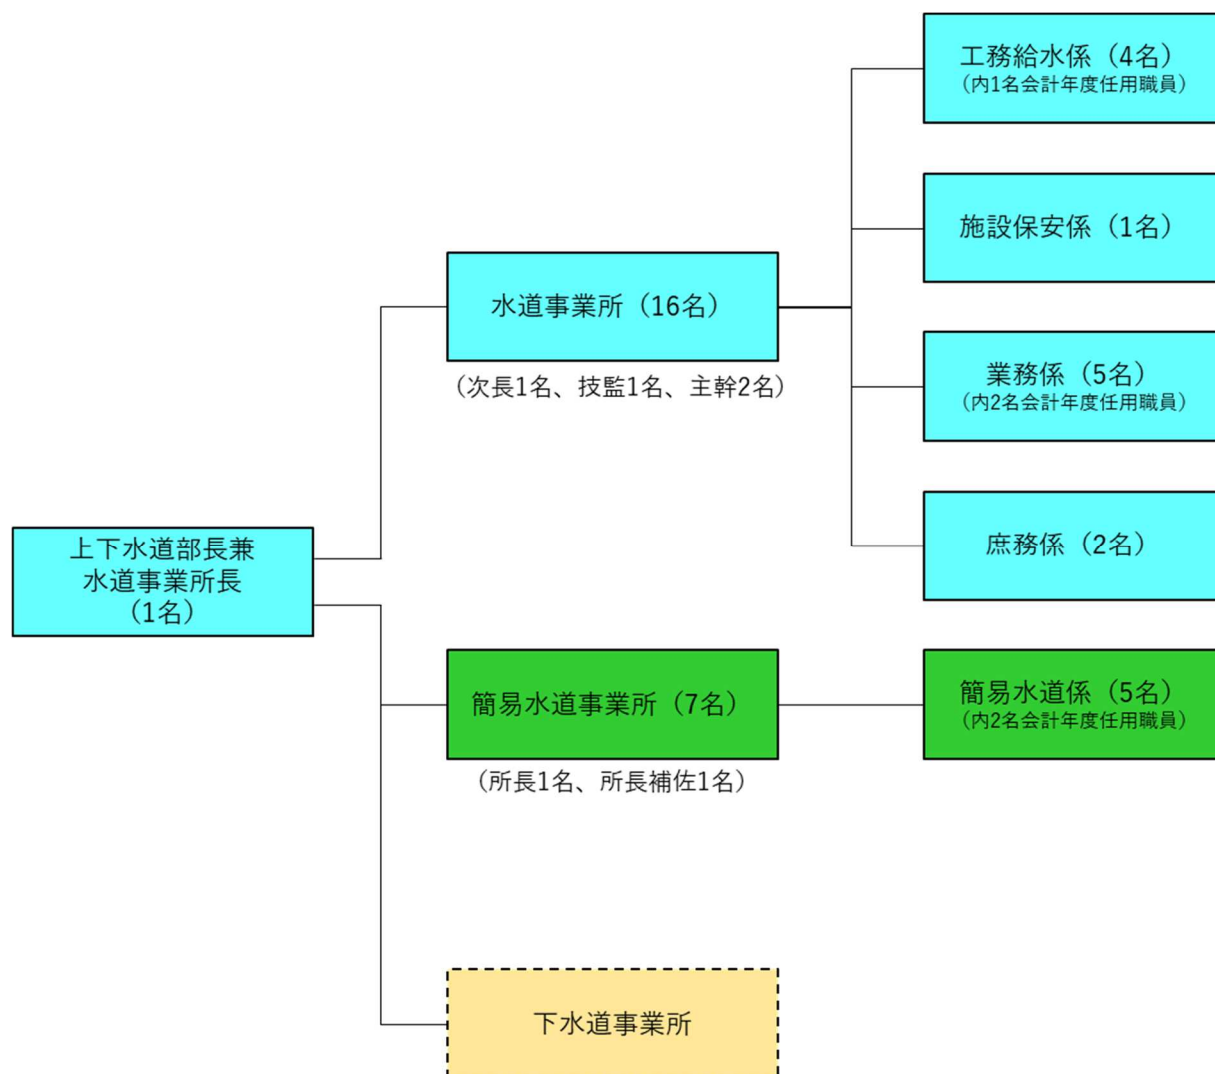 工務給水係（4名）
（内1名会計年度任用職員）
施設保安係（1名）
水道事業所（16名）
（次長1名、技監1名、主幹2名）
業務係（5名）
（内2名会計年度任用職員）
庶務係（2名）
上下水道部長兼
水道事業所長
（1名）
簡易水道事業所（7名）
（所長1名、所長補佐1名）
簡易水道係（5名）
（内2名会計年度任用職員）
下水道事業所